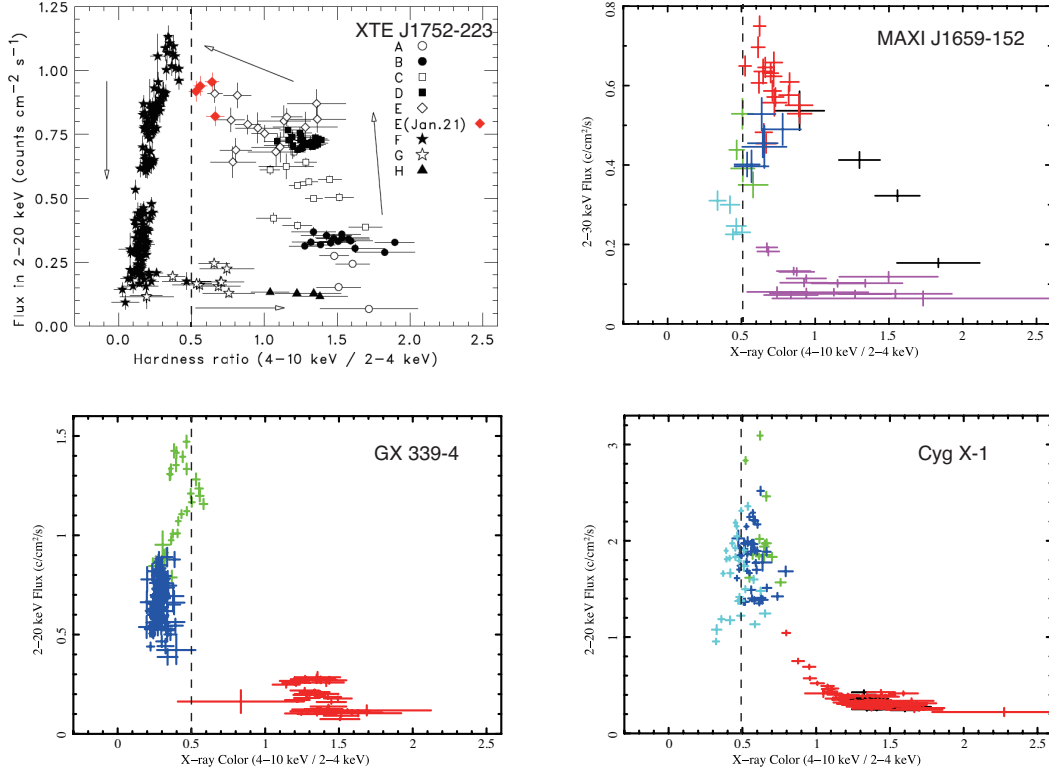 XTE J1752-223
A
B
C
D
E
E(Jan.21)
F
G
H
Flux in 2–20 keV (counts cm⁻² s⁻¹)
1.25
1.00
0.75
0.50
0.25
0.00
0.0 0.5 1.0 1.5 2.0 2.5
Hardness ratio (4–10 keV / 2–4 keV)
MAXI J1659-152
2–30 keV Flux (c/cm²/s)
0.8
0.6
0.4
0.2
0
0 0.5 1 1.5 2 2.5
X–ray Color (4–10 keV / 2–4 keV)
GX 339-4
2–20 keV Flux (c/cm²/s)
1.5
1
0.5
0
0 0.5 1 1.5 2 2.5
X–ray Color (4–10 keV / 2–4 keV)
Cyg X-1
2–20 keV Flux (c/cm²/s)
3
2
1
0
0 0.5 1 1.5 2 2.5
X–ray Color (4–10 keV / 2–4 keV)